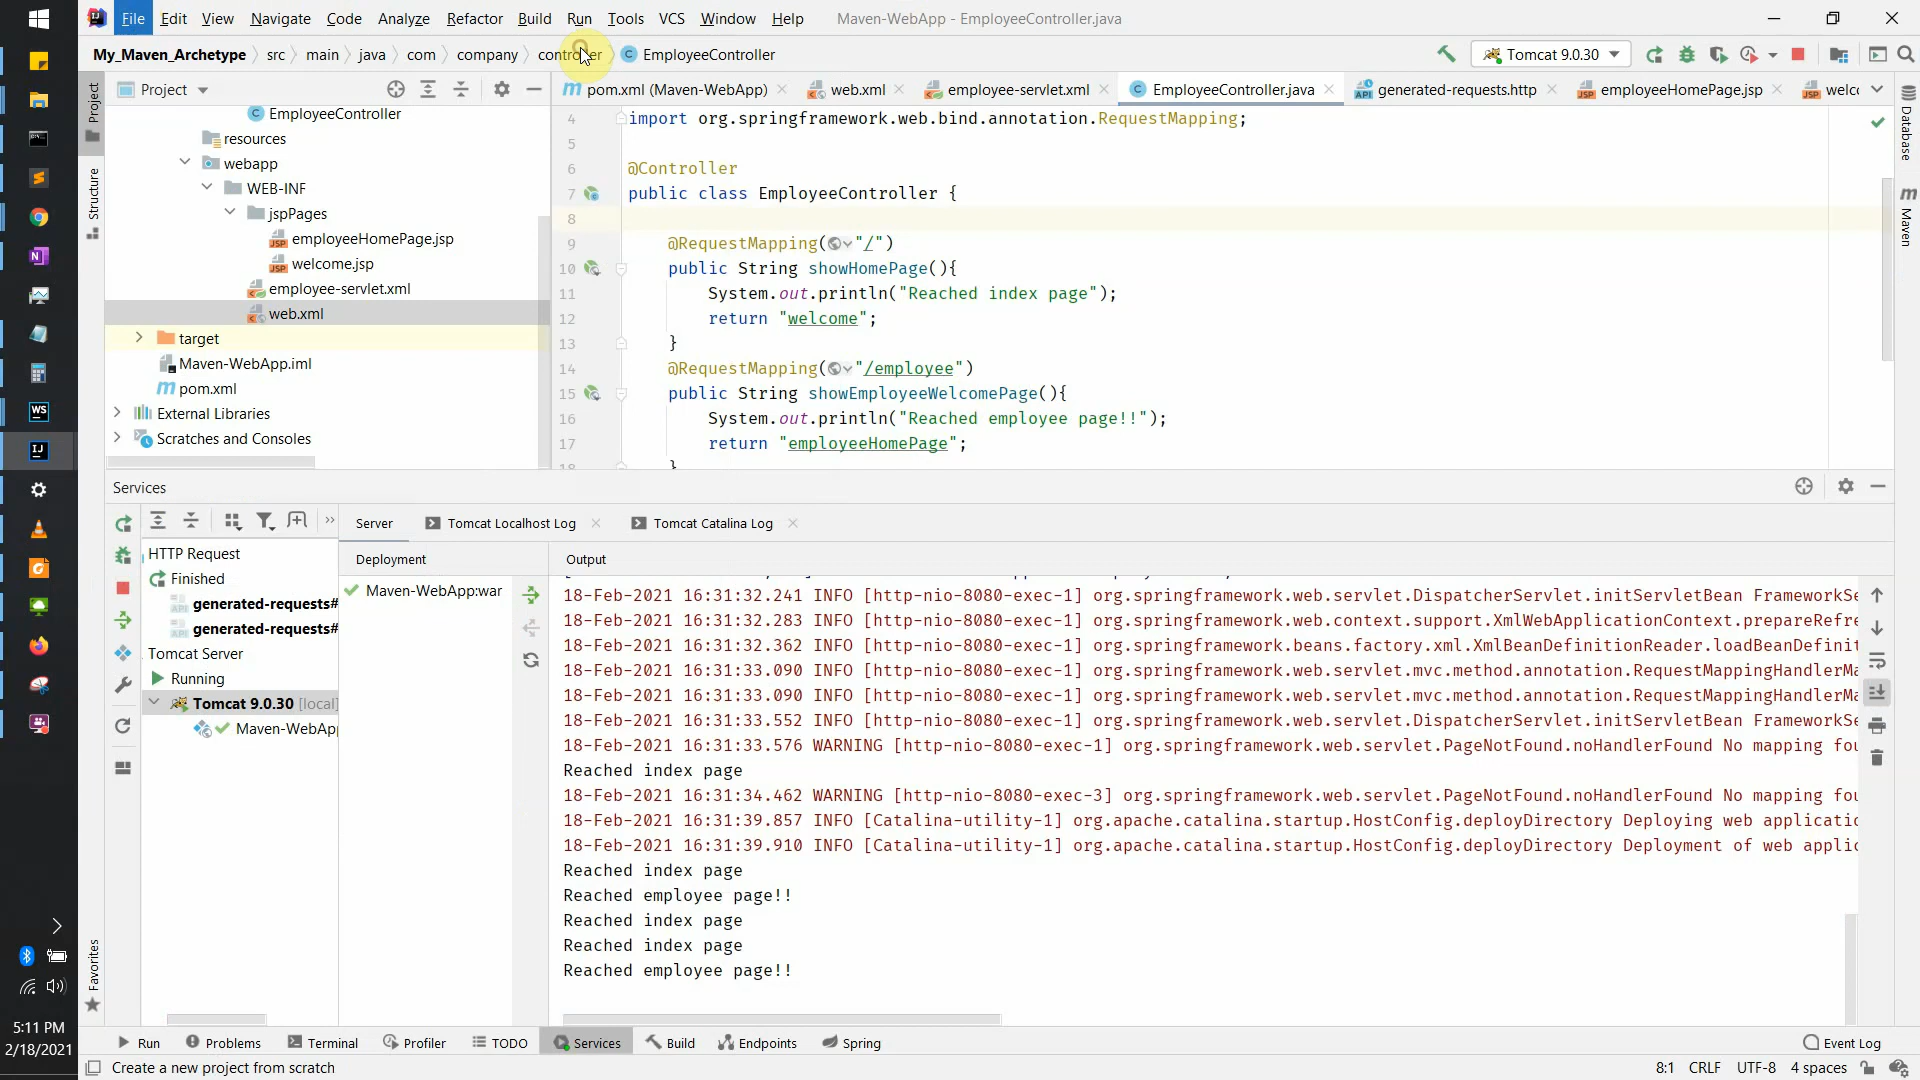 File Edit View Navigate Code Analyze Refactor Build Run Tools VCS Window Help Maven-WebApp - EmployeeController.java
My_Maven_Archetype src main java com company controller EmployeeController Tomcat 9.0.30
Project
pom.xml (Maven-WebApp) web.xml employee-servlet.xml EmployeeController.java generated-requests.http employeeHomePage.jsp welc
Project
Structure
Favorites
Database
Maven
EmployeeController
resources
webapp
WEB-INF
jspPages
employeeHomePage.jsp
welcome.jsp
employee-servlet.xml
web.xml
target
Maven-WebApp.iml
pom.xml
External Libraries
Scratches and Consoles
4 import org.springframework.web.bind.annotation.RequestMapping;
5
6 @Controller
7 public class EmployeeController {
8
9 @RequestMapping("/")
10 public String showHomePage(){
11 System.out.println("Reached index page");
12 return "welcome";
13 }
14 @RequestMapping("/employee")
15 public String showEmployeeWelcomePage(){
16 System.out.println("Reached employee page!!");
17 return "employeeHomePage";
18 }
Services
Server Tomcat Localhost Log Tomcat Catalina Log
HTTP Request
Finished
generated-requests#
generated-requests#
Tomcat Server
Running
Tomcat 9.0.30 [local]
Maven-WebAp
Deployment
Maven-WebApp:war
Output
18-Feb-2021 16:31:32.241 INFO [http-nio-8080-exec-1] org.springframework.web.servlet.DispatcherServlet.initServletBean FrameworkSe
18-Feb-2021 16:31:32.283 INFO [http-nio-8080-exec-1] org.springframework.web.context.support.XmlWebApplicationContext.prepareRefre
18-Feb-2021 16:31:32.362 INFO [http-nio-8080-exec-1] org.springframework.beans.factory.xml.XmlBeanDefinitionReader.loadBeanDefinit
18-Feb-2021 16:31:33.090 INFO [http-nio-8080-exec-1] org.springframework.web.servlet.mvc.method.annotation.RequestMappingHandlerMa
18-Feb-2021 16:31:33.090 INFO [http-nio-8080-exec-1] org.springframework.web.servlet.mvc.method.annotation.RequestMappingHandlerMa
18-Feb-2021 16:31:33.552 INFO [http-nio-8080-exec-1] org.springframework.web.servlet.DispatcherServlet.initServletBean FrameworkSe
18-Feb-2021 16:31:33.576 WARNING [http-nio-8080-exec-1] org.springframework.web.servlet.PageNotFound.noHandlerFound No mapping fou
Reached index page
18-Feb-2021 16:31:34.462 WARNING [http-nio-8080-exec-3] org.springframework.web.servlet.PageNotFound.noHandlerFound No mapping fou
18-Feb-2021 16:31:39.857 INFO [Catalina-utility-1] org.apache.catalina.startup.HostConfig.deployDirectory Deploying web applicatio
18-Feb-2021 16:31:39.910 INFO [Catalina-utility-1] org.apache.catalina.startup.HostConfig.deployDirectory Deployment of web applic
Reached index page
Reached employee page!!
Reached index page
Reached index page
Reached employee page!!
Run Problems Terminal Profiler TODO Services Build Endpoints Spring Event Log
Create a new project from scratch 8:1 CRLF UTF-8 4 spaces
5:11 PM
2/18/2021